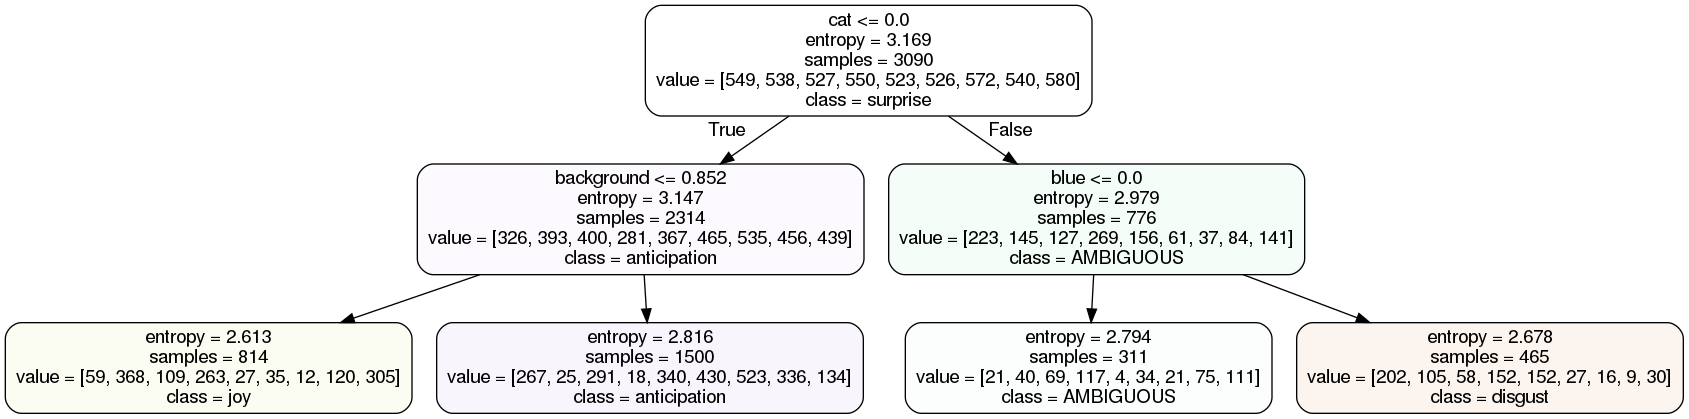 cat <= 0.0
entropy = 3.169
samples = 3090
value = [549, 538, 527, 550, 523, 526, 572, 540, 580]
class = surprise
True
False
background <= 0.852
entropy = 3.147
samples = 2314
value = [326, 393, 400, 281, 367, 465, 535, 456, 439]
class = anticipation
blue <= 0.0
entropy = 2.979
samples = 776
value = [223, 145, 127, 269, 156, 61, 37, 84, 141]
class = AMBIGUOUS
entropy = 2.613
samples = 814
value = [59, 368, 109, 263, 27, 35, 12, 120, 305]
class = joy
entropy = 2.816
samples = 1500
value = [267, 25, 291, 18, 340, 430, 523, 336, 134]
class = anticipation
entropy = 2.794
samples = 311
value = [21, 40, 69, 117, 4, 34, 21, 75, 111]
class = AMBIGUOUS
entropy = 2.678
samples = 465
value = [202, 105, 58, 152, 152, 27, 16, 9, 30]
class = disgust